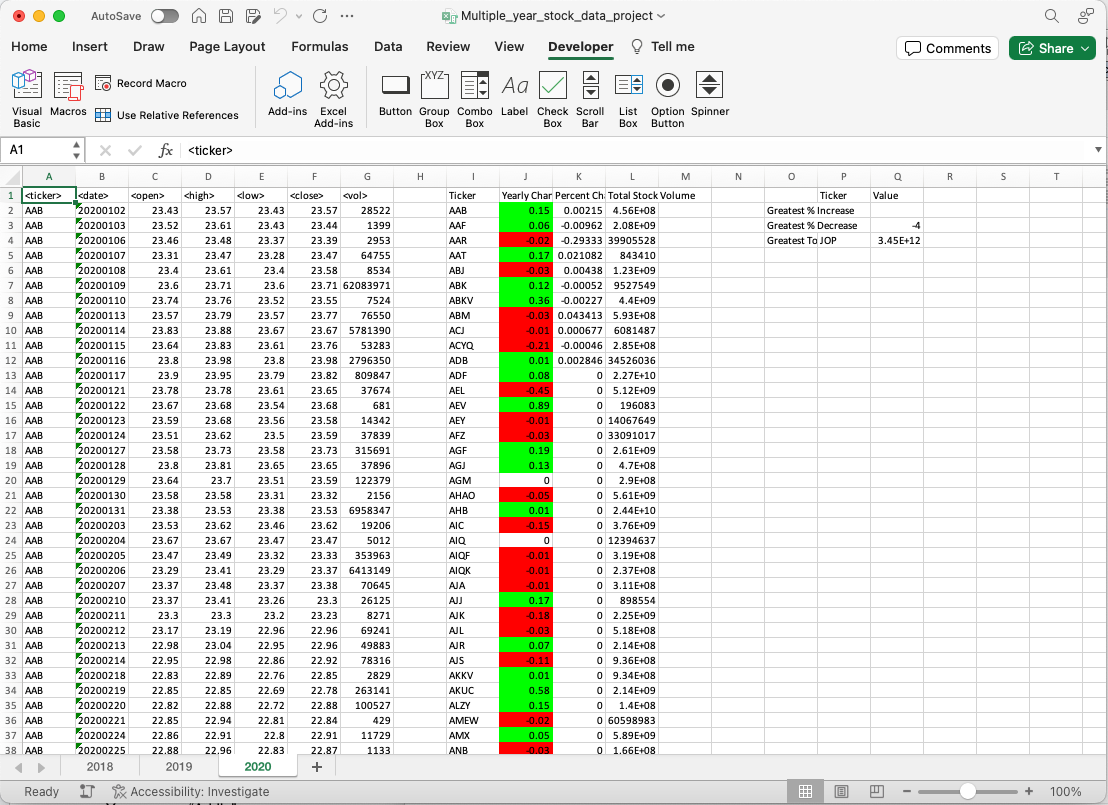 AutoSave
Multiple_year_stock_data_project
Home Insert Draw Page Layout Formulas Data Review View Developer Tell me Comments Share
Visual Basic Macros Record Macro Use Relative References Add-ins Excel Add-ins Button Group Box Combo Box Label Check Box Scroll Bar List Box Option Button Spinner
XYZ Aa
A1 fx <ticker>
A B C D E F G H I J K L M N O P Q R S T
1 <ticker> <date> <open> <high> <low> <close> <vol> Ticker Yearly Char Percent Ch Total Stock Volume Ticker Value
2 AAB 20200102 23.43 23.57 23.43 23.57 28522 AAB 0.15 0.00215 4.56E+08 Greatest % Increase
3 AAB 20200103 23.52 23.61 23.43 23.44 1399 AAF 0.06 -0.00962 2.08E+09 Greatest % Decrease -4
4 AAB 20200106 23.46 23.48 23.37 23.39 2953 AAR -0.02 -0.29333 39905528 Greatest To JOP 3.45E+12
5 AAB 20200107 23.31 23.47 23.28 23.47 64755 AAT 0.17 0.021082 843410
6 AAB 20200108 23.4 23.61 23.4 23.58 8534 ABJ -0.03 0.00438 1.23E+09
7 AAB 20200109 23.6 23.71 23.6 23.71 62083971 ABK 0.12 -0.00052 9527549
8 AAB 20200110 23.74 23.76 23.52 23.55 7524 ABKV 0.36 -0.00227 4.4E+09
9 AAB 20200113 23.57 23.79 23.57 23.77 76550 ABM -0.03 0.043413 5.93E+08
10 AAB 20200114 23.83 23.88 23.67 23.67 5781390 ACJ -0.01 0.000677 6081487
11 AAB 20200115 23.64 23.83 23.61 23.76 53283 ACYQ -0.21 -0.00046 2.85E+08
12 AAB 20200116 23.8 23.98 23.8 23.98 2796350 ADB 0.01 0.002846 34526036
13 AAB 20200117 23.9 23.95 23.79 23.82 809847 ADF 0.08 0 2.27E+10
14 AAB 20200121 23.78 23.78 23.61 23.65 37674 AEL -0.45 0 5.12E+09
15 AAB 20200122 23.67 23.68 23.54 23.68 681 AEV 0.89 0 196083
16 AAB 20200123 23.59 23.68 23.56 23.58 14342 AEY -0.01 0 14067649
17 AAB 20200124 23.51 23.62 23.5 23.59 37839 AFZ -0.03 0 33091017
18 AAB 20200127 23.58 23.73 23.58 23.73 315691 AGF 0.19 0 2.61E+09
19 AAB 20200128 23.8 23.81 23.65 23.65 37896 AGJ 0.13 0 4.7E+08
20 AAB 20200129 23.64 23.7 23.51 23.59 122379 AGM 0 0 2.9E+08
21 AAB 20200130 23.58 23.58 23.31 23.32 2156 AHAO -0.05 0 5.61E+09
22 AAB 20200131 23.38 23.53 23.38 23.53 6958347 AHB 0.01 0 2.44E+10
23 AAB 20200203 23.53 23.62 23.46 23.62 19206 AIC -0.15 0 3.76E+09
24 AAB 20200204 23.67 23.67 23.47 23.47 5012 AIQ 0 0 12394637
25 AAB 20200205 23.47 23.49 23.32 23.33 353963 AIQF -0.01 0 3.19E+08
26 AAB 20200206 23.29 23.41 23.29 23.37 6413149 AIQK -0.01 0 2.37E+08
27 AAB 20200207 23.37 23.48 23.37 23.38 70645 AJA -0.01 0 3.11E+08
28 AAB 20200210 23.37 23.41 23.26 23.3 26125 AJJ 0.17 0 898554
29 AAB 20200211 23.3 23.3 23.2 23.23 8271 AJK -0.18 0 2.25E+09
30 AAB 20200212 23.17 23.19 22.96 22.96 69241 AJL -0.03 0 5.18E+08
31 AAB 20200213 22.98 23.04 22.95 22.96 49883 AJR 0.07 0 2.14E+08
32 AAB 20200214 22.95 22.98 22.86 22.92 78316 AJS -0.11 0 9.36E+08
33 AAB 20200218 22.83 22.89 22.76 22.85 2829 AKKV 0.01 0 9.34E+08
34 AAB 20200219 22.85 22.85 22.69 22.78 263141 AKUC 0.58 0 2.14E+09
35 AAB 20200220 22.82 22.88 22.72 22.88 100527 ALZY 0.15 0 1.4E+08
36 AAB 20200221 22.85 22.94 22.81 22.84 429 AMEW -0.02 0 60598983
37 AAB 20200224 22.86 22.91 22.8 22.91 11729 AMX 0.05 0 5.89E+09
38 AAB 20200225 22.88 22.96 22.83 22.87 1133 ANB -0.03 0 1.66E+08
2018 2019 2020
Ready Accessibility: Investigate 100%